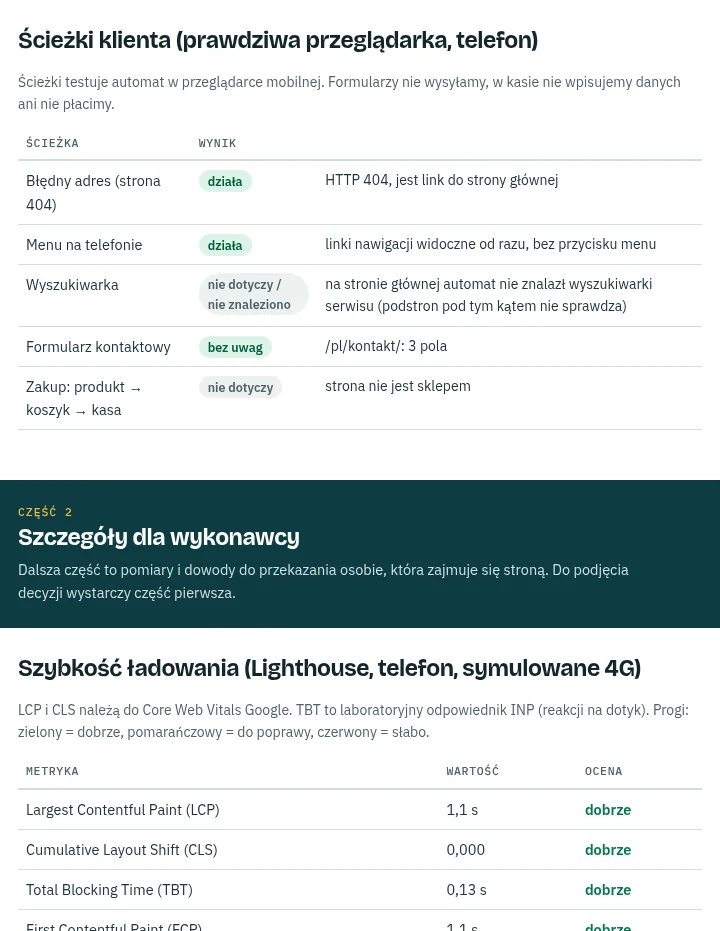 Ścieżki klienta (prawdziwa przeglądarka, telefon)
Ścieżki testuje automat w przeglądarce mobilnej. Formularzy nie wysyłamy, w kasie nie wpisujemy danych
ani nie płacimy.
ŚCIEŻKA WYNIK
Błędny adres (strona 404) działa HTTP 404, jest link do strony głównej
Menu na telefonie działa linki nawigacji widoczne od razu, bez przycisku menu
Wyszukiwarka nie dotyczy / nie znaleziono na stronie głównej automat nie znalazł wyszukiwarki
serwisu (podstron pod tym kątem nie sprawdza)
Formularz kontaktowy bez uwag /pl/kontakt/: 3 pola
Zakup: produkt → koszyk → kasa nie dotyczy strona nie jest sklepem
CZĘŚĆ 2
Szczegóły dla wykonawcy
Dalsza część to pomiary i dowody do przekazania osobie, która zajmuje się stroną. Do podjęcia
decyzji wystarczy część pierwsza.
Szybkość ładowania (Lighthouse, telefon, symulowane 4G)
LCP i CLS należą do Core Web Vitals Google. TBT to laboratoryjny odpowiednik INP (reakcji na dotyk). Progi:
zielony = dobrze, pomarańczowy = do poprawy, czerwony = słabo.
METRYKA WARTOŚĆ OCENA
Largest Contentful Paint (LCP) 1,1 s dobrze
Cumulative Layout Shift (CLS) 0,000 dobrze
Total Blocking Time (TBT) 0,13 s dobrze
First Contentful Paint (FCP) 1,1 s dobrze